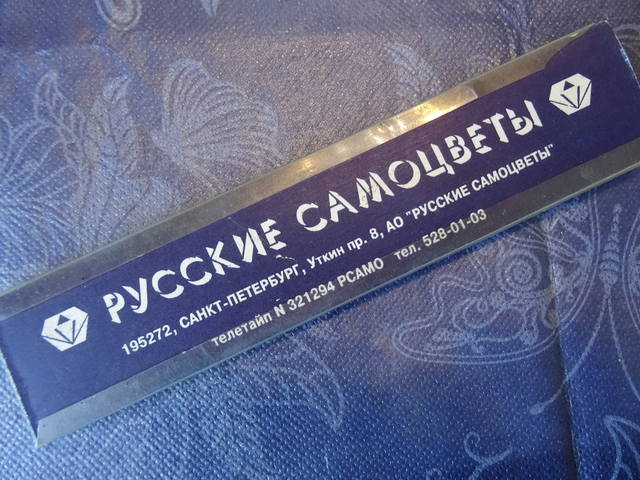 РУССКИЕ САМОЦВЕТЫ
195272, САНКТ-ПЕТЕРБУРГ, Уткин пр. 8, АО "РУССКИЕ САМОЦВЕТЫ"
телетайп N 321294 РСАМО тел. 528-01-03